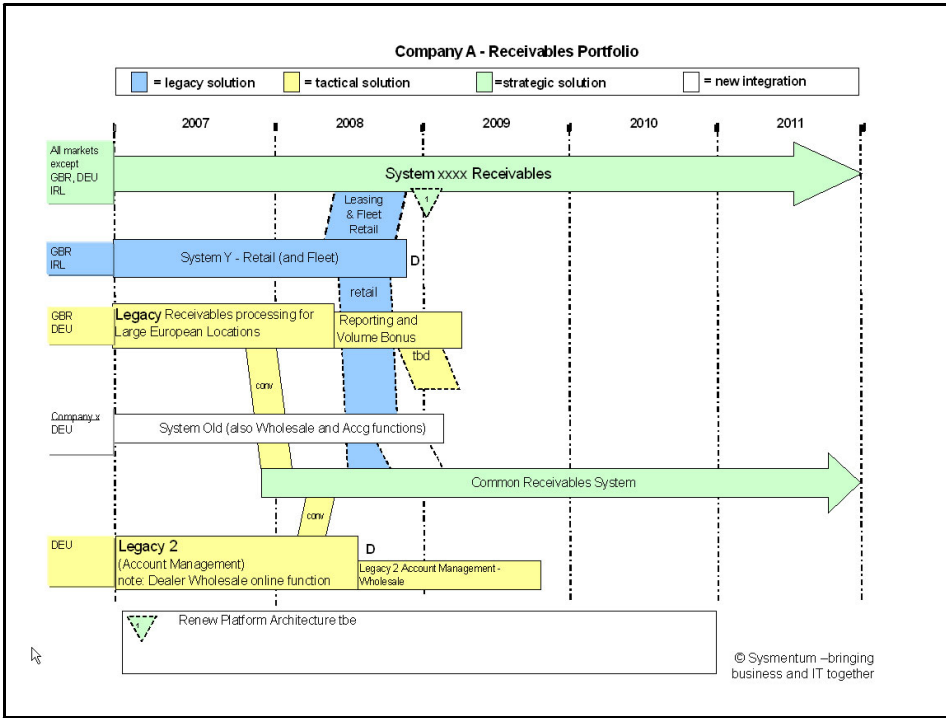 Company A - Receivables Portfolio
= legacy solution
= tactical solution
=strategic solution
= new integration
2007
2008
2009
2010
2011
All markets
except
GBR, DEU
IRL
System xxxx Receivables
1
Leasing
& Fleet
Retail
GBR
IRL
System Y - Retail (and Fleet)
D
retail
GBR
DEU
Legacy Receivables processing for
Large European Locations
Reporting and
Volume Bonus
tbd
conv
Company x
DEU
System Old (also Wholesale and Accg functions)
Common Receivables System
conv
DEU
Legacy 2
(Account Management)
note: Dealer Wholesale online function
D
Legacy 2 Account Management -
Wholesale
1
Renew Platform Architecture tbe
© Sysmentum –bringing
business and IT together